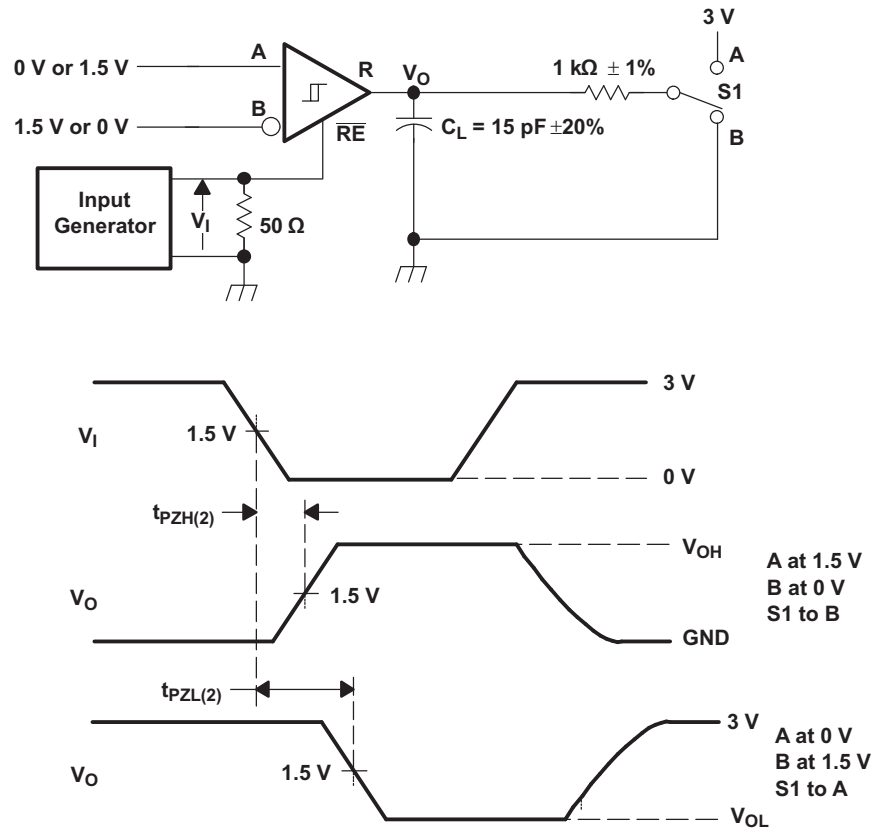 3 V
A
0 V or 1.5 V
A
R
V_O
1 kΩ ± 1%
S1
B
1.5 V or 0 V
B
R̅E̅
C_L = 15 pF ±20%
Input
Generator
V_I
50 Ω
V_I
1.5 V
3 V
0 V
t_PZH(2)
V_O
1.5 V
V_OH
GND
A at 1.5 V
B at 0 V
S1 to B
t_PZL(2)
V_O
1.5 V
3 V
V_OL
A at 0 V
B at 1.5 V
S1 to A